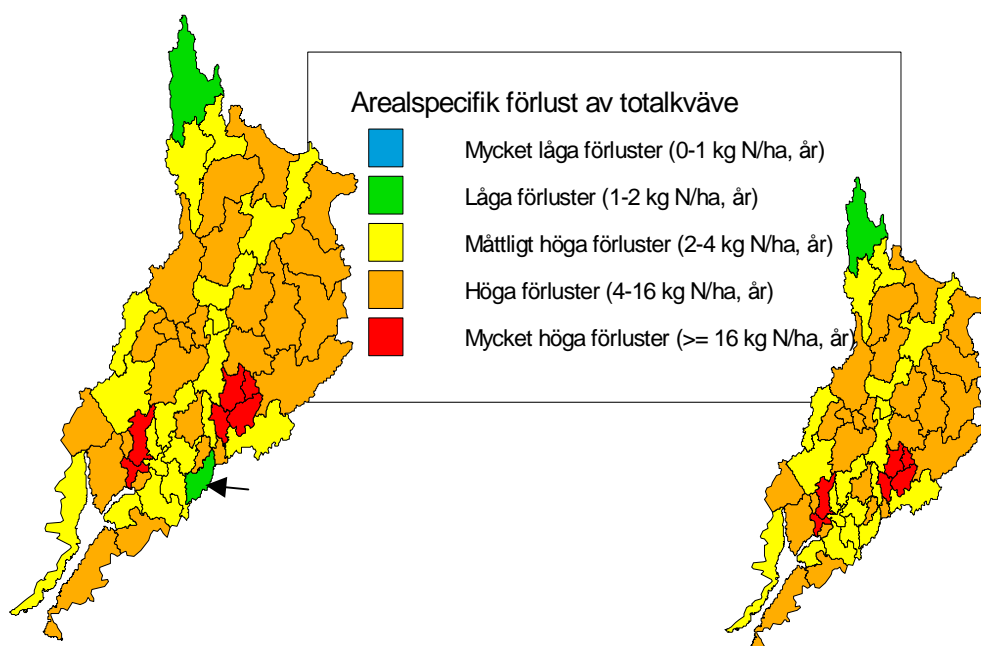 Arealspecifik förlust av totalkväve
Mycket låga förluster (0-1 kg N/ha, år)
Låga förluster (1-2 kg N/ha, år)
Måttligt höga förluster (2-4 kg N/ha, år)
Höga förluster (4-16 kg N/ha, år)
Mycket höga förluster (>= 16 kg N/ha, år)